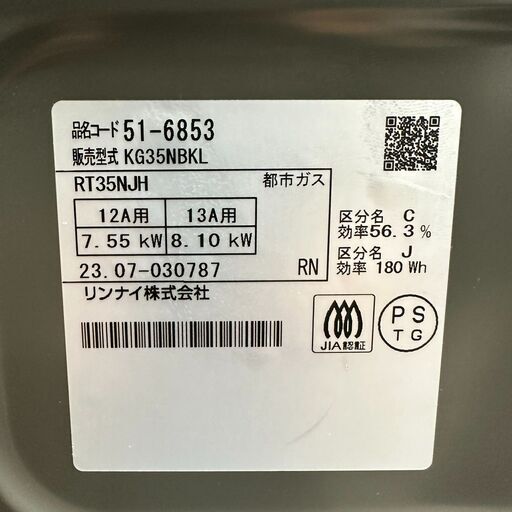 品名コード 51-6853
販売型式 KG35NBKL
RT35NJH 都市ガス
12A用 13A用
7.55 kW 8.10 kW
区分名 C
効率56.3%
区分名 J
効率 180 Wh
23.07-030787 RN
リンナイ株式会社
JIA認証
PS
TG